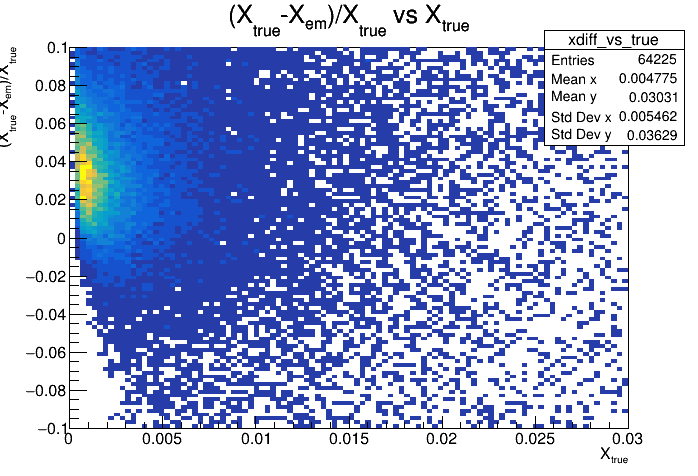 (X_true-X_em)/X_true vs X_true
(X_true-X_em)/X_true
xdiff_vs_true
Entries 64225
Mean x 0.004775
Mean y 0.03031
Std Dev x 0.005462
Std Dev y 0.03629
0.1
0.08
0.06
0.04
0.02
0
−0.02
−0.04
−0.06
−0.08
−0.1
0 0.005 0.01 0.015 0.02 0.025 0.03
X_true